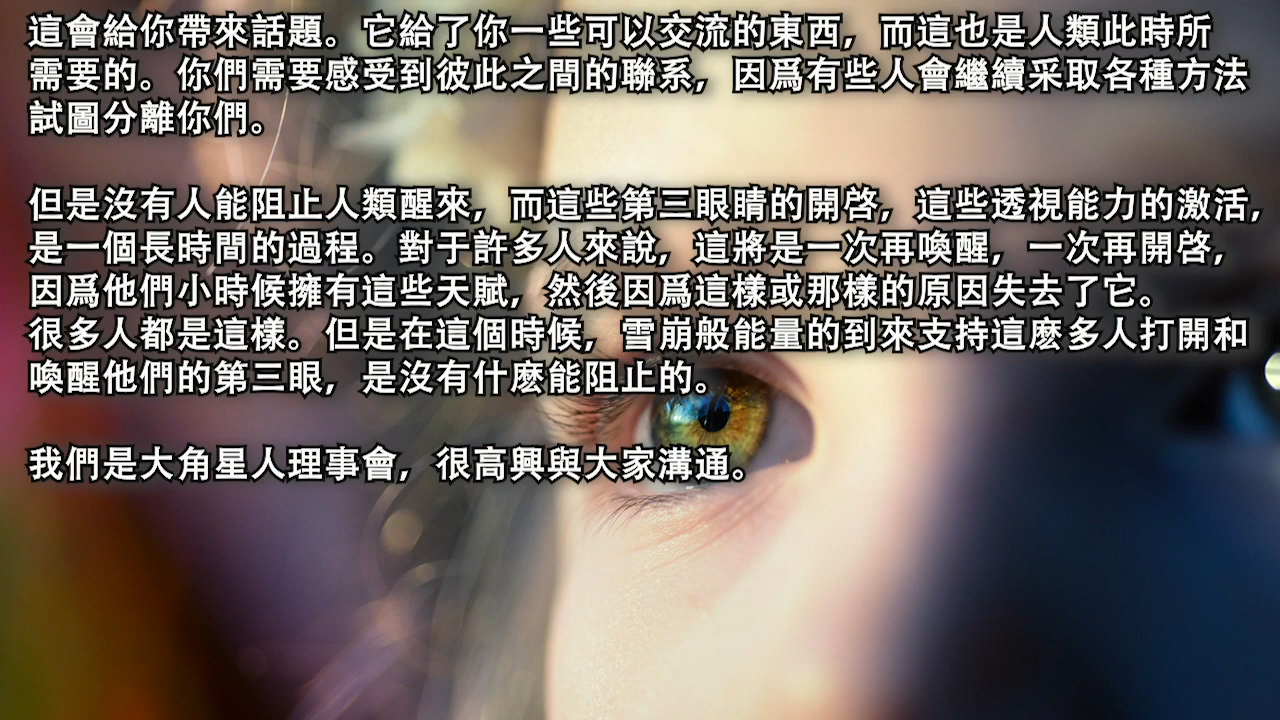 這會給你帶來話題。它給了你一些可以交流的東西，而這也是人類此時所
需要的。你們需要感受到彼此之間的聯系，因爲有些人會繼續采取各種方法
試圖分離你們。
但是沒有人能阻止人類醒來，而這些第三眼睛的開啓，這些透視能力的激活，
是一個長時間的過程。對于許多人來說，這將是一次再喚醒，一次再開啓，
因爲他們小時候擁有這些天賦，然後因爲這樣或那樣的原因失去了它。
很多人都是這樣。但是在這個時候，雪崩般能量的到來支持這麽多人打開和
喚醒他們的第三眼，是沒有什麽能阻止的。
我們是大角星人理事會，很高興與大家溝通。